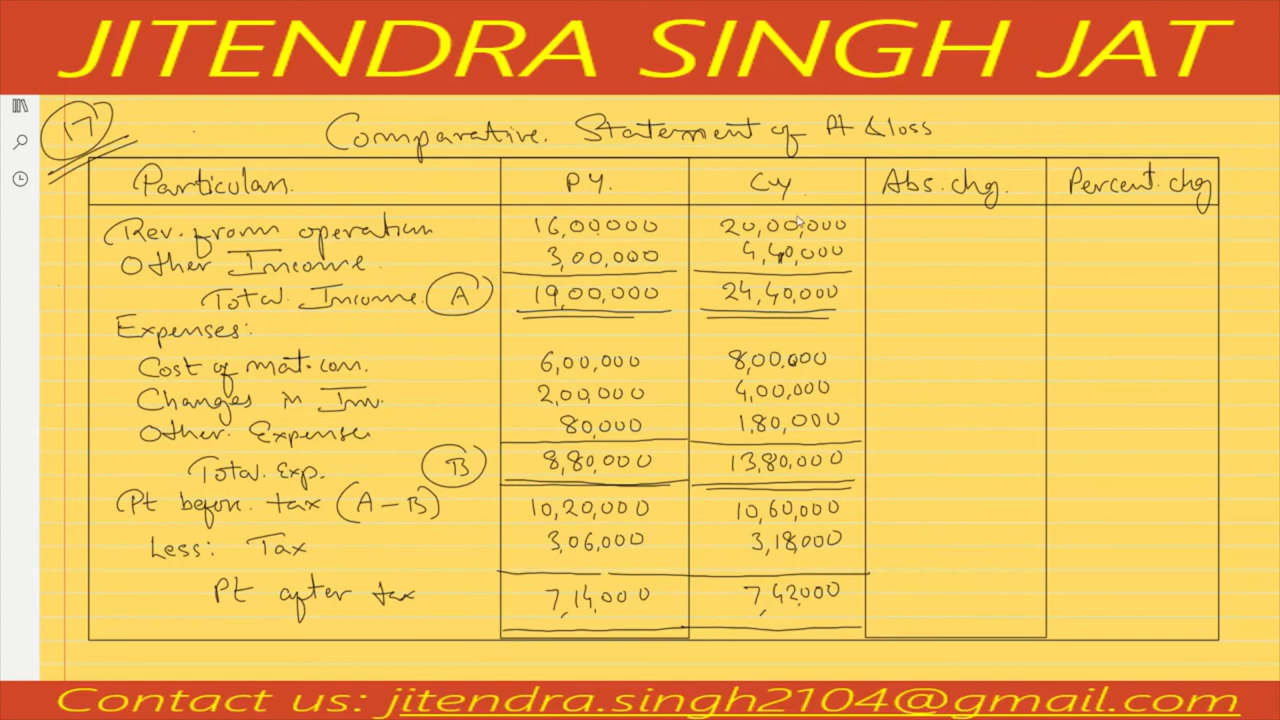 JITENDRA SINGH JAT
17
Comparative. Statement of Pt & loss
Particulars. PY. CY. Abs. chg. Percent. chg
Rev. from operation 16,00,000 20,00,000
Other Income. 3,00,000 4,40,000
Total Income. A 19,00,000 24,40,000
Expenses:
Cost of mat. con. 6,00,000 8,00,000
Changes in Inv. 2,00,000 4,00,000
Other. Expenses 80,000 1,80,000
Total. Exp. B 8,80,000 13,80,000
Pt before. tax (A-B) 10,20,000 10,60,000
Less: Tax 3,06,000 3,18,000
Pt after tax 7,14,000 7,42,000
Contact us: jitendra.singh2104@gmail.com